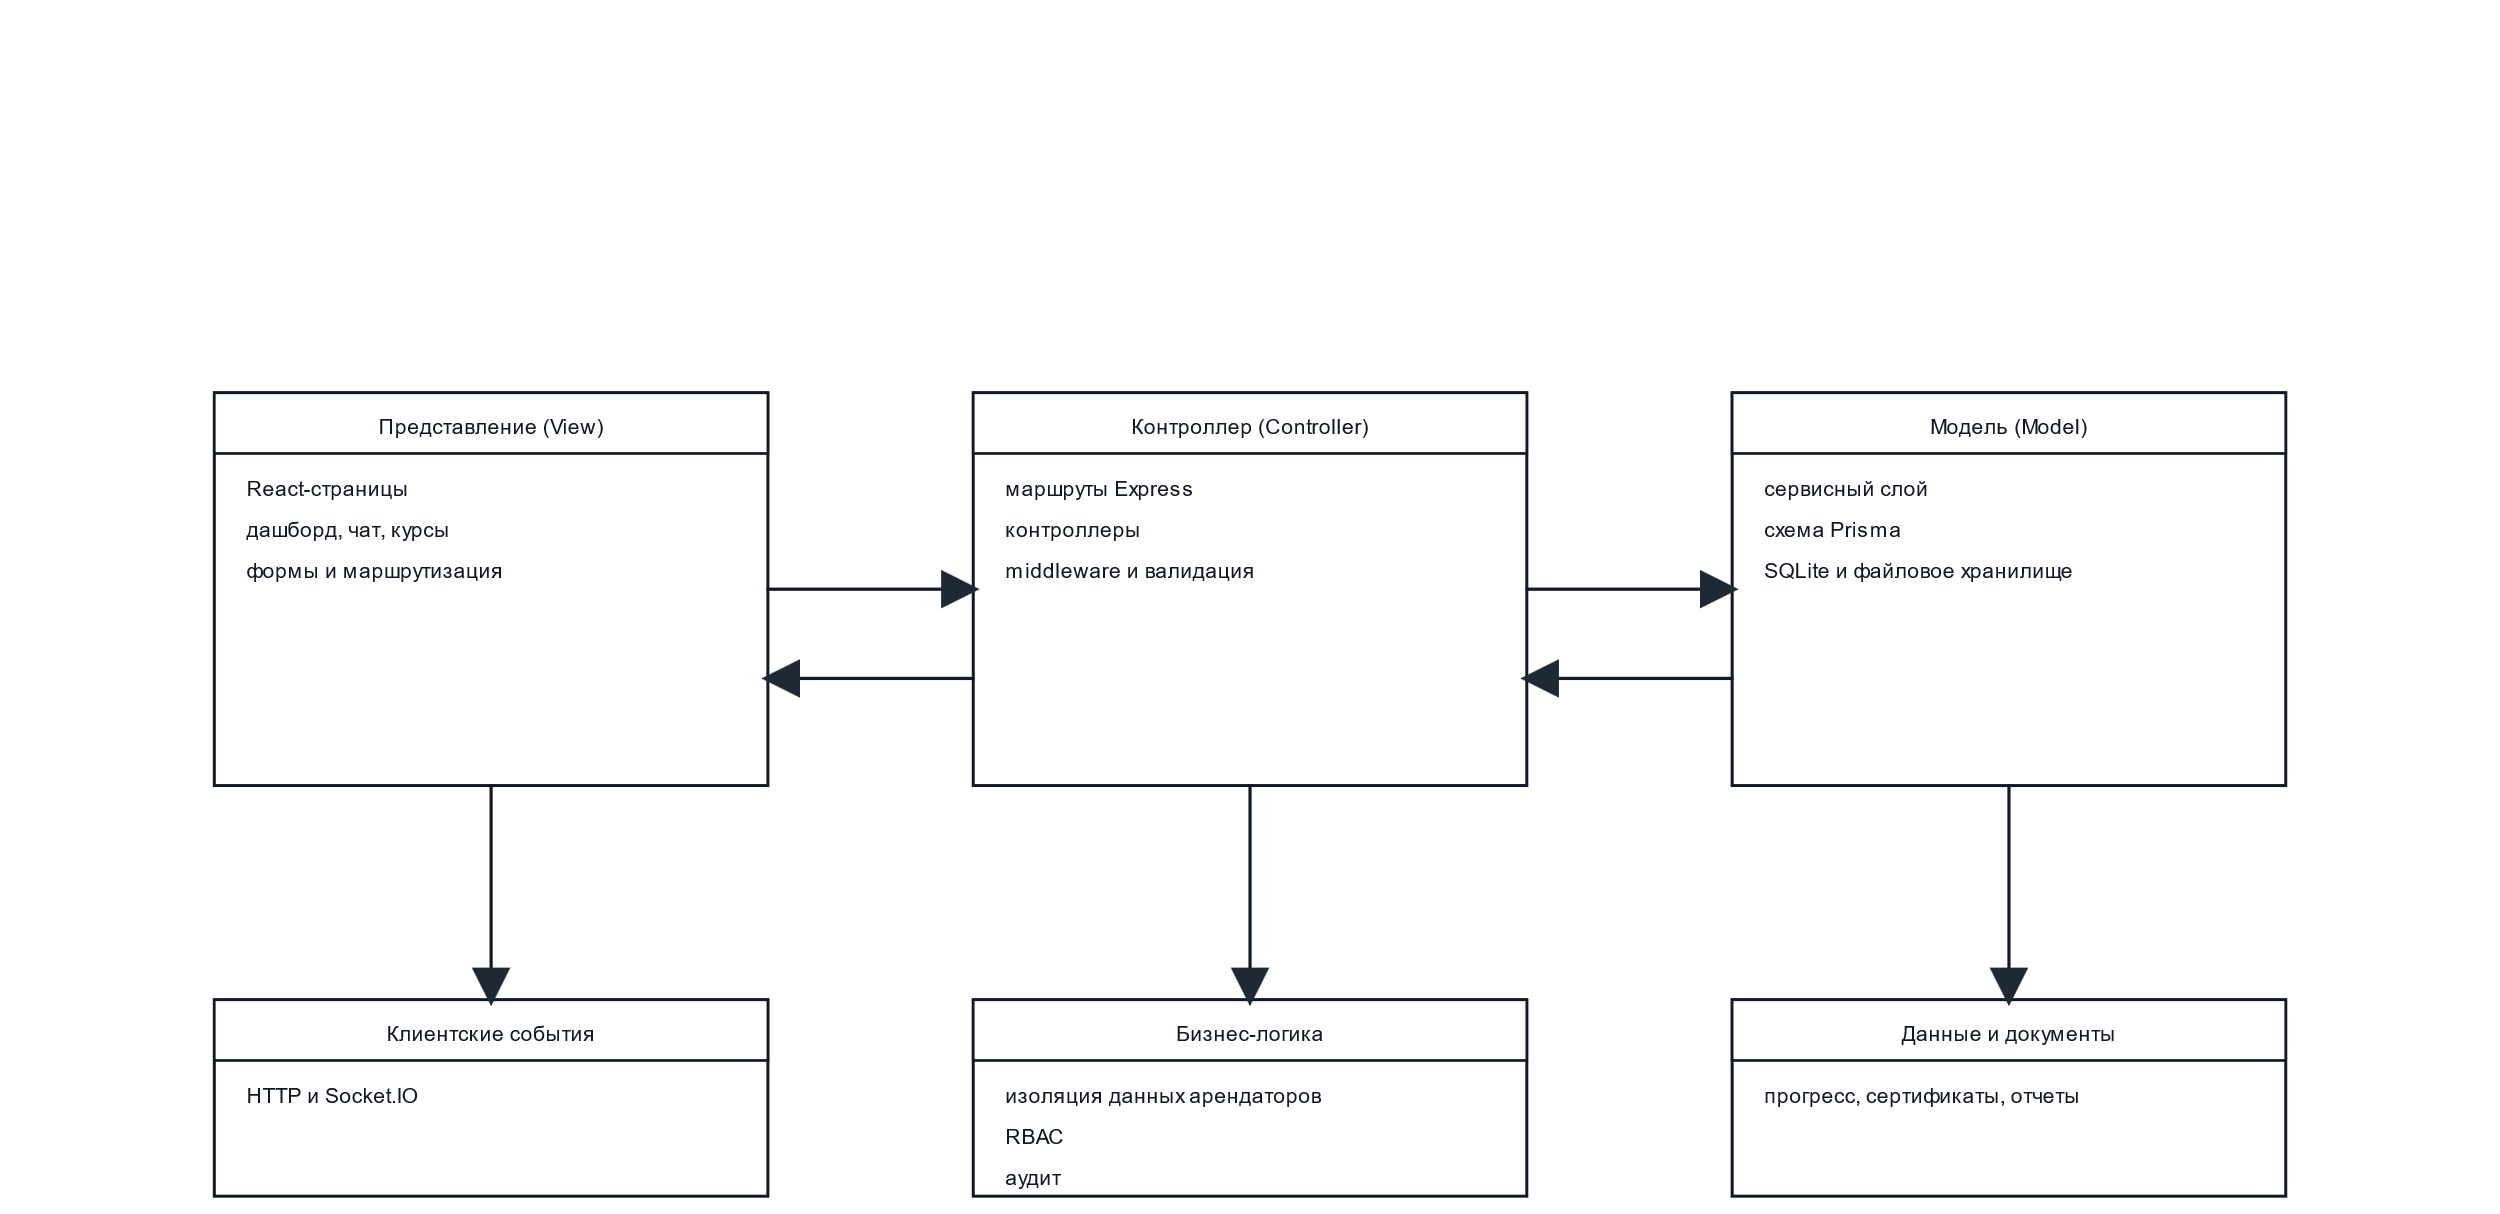 Представление (View)
React-страницы
дашборд, чат, курсы
формы и маршрутизация
Контроллер (Controller)
маршруты Express
контроллеры
middleware и валидация
Модель (Model)
сервисный слой
схема Prisma
SQLite и файловое хранилище
Клиентские события
HTTP и Socket.IO
Бизнес-логика
изоляция данных арендаторов
RBAC
аудит
Данные и документы
прогресс, сертификаты, отчеты